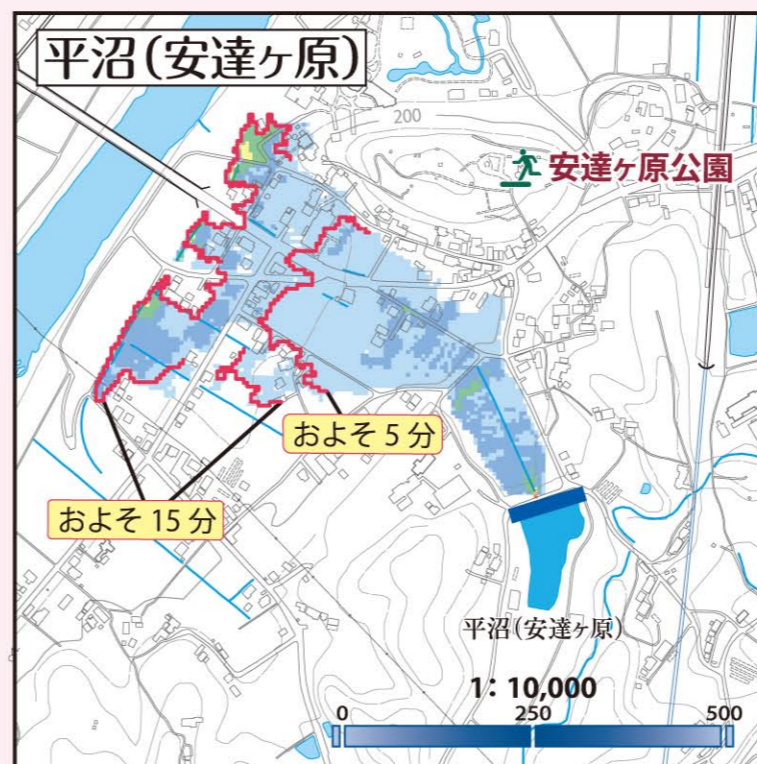 平沼(安達ヶ原)
200
安達ヶ原公園
およそ 5 分
およそ 15 分
平沼(安達ヶ原)
1: 10,000
0 250 500